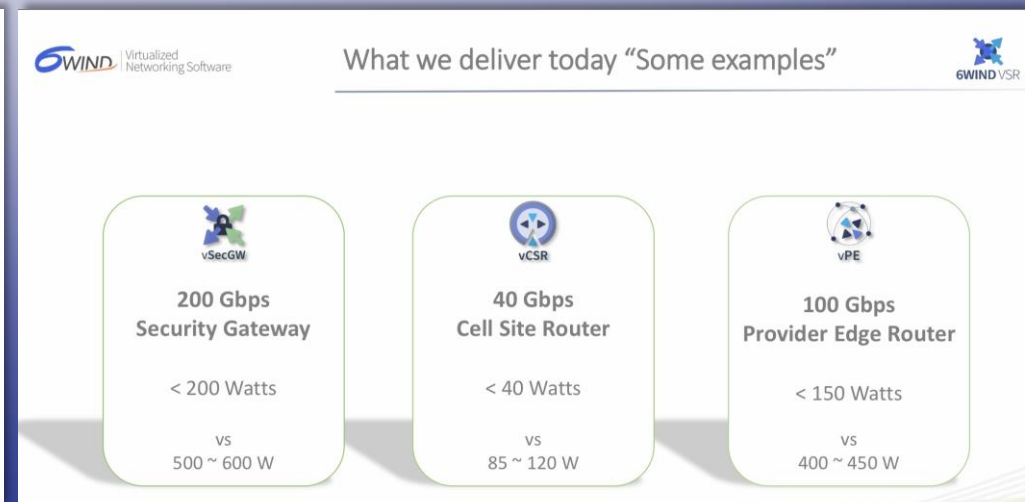 6WIND
Virtualized
Networking Software
What we deliver today “Some examples”
6WIND VSR
vSecGW
200 Gbps
Security Gateway
< 200 Watts
vs
500 ~ 600 W
vCSR
40 Gbps
Cell Site Router
< 40 Watts
vs
85 ~ 120 W
vPE
100 Gbps
Provider Edge Router
< 150 Watts
vs
400 ~ 450 W